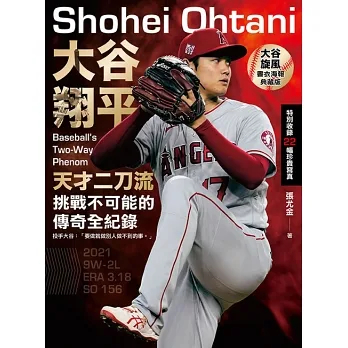 Shohei Ohtani
大谷
翔平
大谷
旋風
書衣海報
典藏版
Baseball's
Two-Way
Phenom
特別收錄22幅珍貴寫真
天才二刀流
挑戰不可能的
傳奇全紀錄
張尤金 著
投手大谷：「要做就做別人做不到的事。」
ANGELS
17
2021
9W-2L
ERA 3.18
SO 156